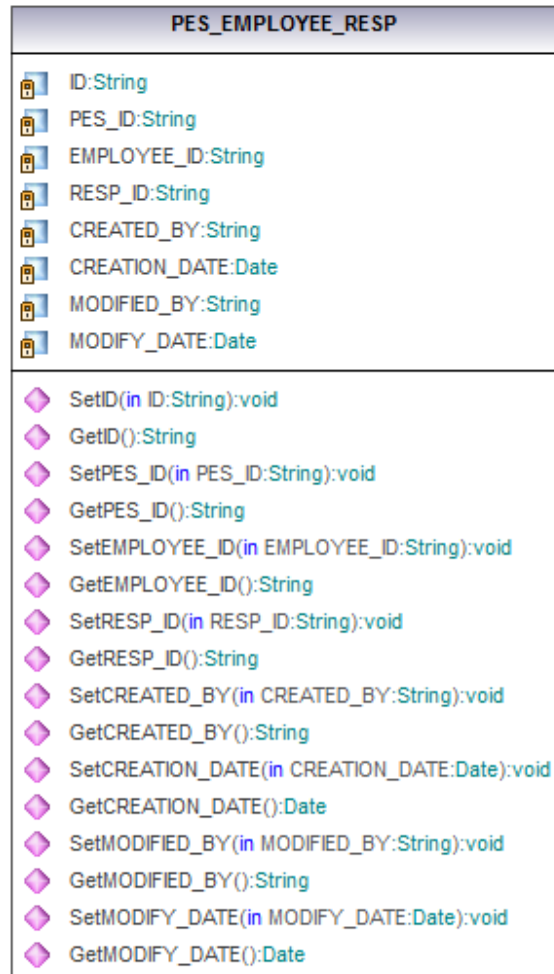 PES_EMPLOYEE_RESP
ID:String
PES_ID:String
EMPLOYEE_ID:String
RESP_ID:String
CREATED_BY:String
CREATION_DATE:Date
MODIFIED_BY:String
MODIFY_DATE:Date
SetID(in ID:String):void
GetID():String
SetPES_ID(in PES_ID:String):void
GetPES_ID():String
SetEMPLOYEE_ID(in EMPLOYEE_ID:String):void
GetEMPLOYEE_ID():String
SetRESP_ID(in RESP_ID:String):void
GetRESP_ID():String
SetCREATED_BY(in CREATED_BY:String):void
GetCREATED_BY():String
SetCREATION_DATE(in CREATION_DATE:Date):void
GetCREATION_DATE():Date
SetMODIFIED_BY(in MODIFIED_BY:String):void
GetMODIFIED_BY():String
SetMODIFY_DATE(in MODIFY_DATE:Date):void
GetMODIFY_DATE():Date